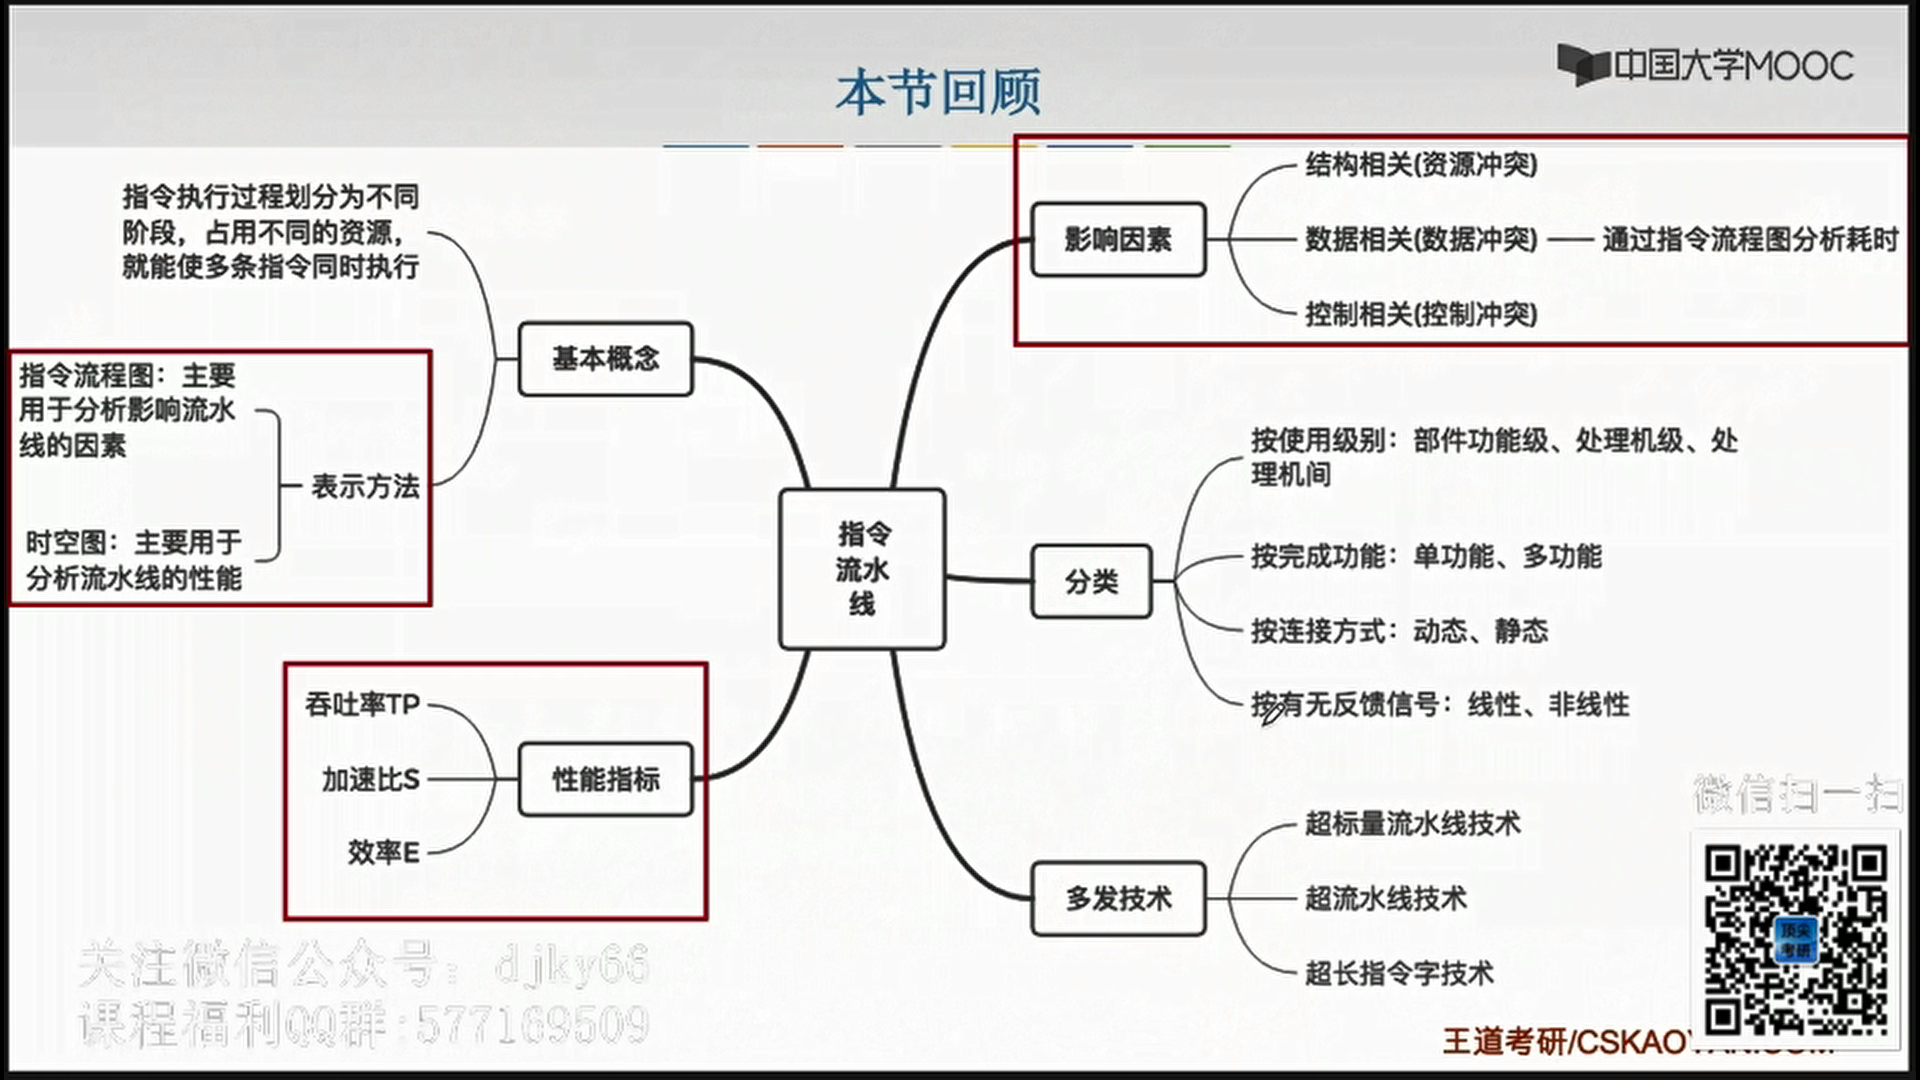 本节回顾
中国大学MOOC
指令执行过程划分为不同
阶段，占用不同的资源，
就能使多条指令同时执行
基本概念
指令流程图：主要
用于分析影响流水
线的因素
表示方法
时空图：主要用于
分析流水线的性能
吞吐率TP
加速比S
效率E
性能指标
指令
流水
线
影响因素
结构相关(资源冲突)
数据相关(数据冲突)
通过指令流程图分析耗时
控制相关(控制冲突)
分类
按使用级别：部件功能级、处理机级、处
理机间
按完成功能：单功能、多功能
按连接方式：动态、静态
按有无反馈信号：线性、非线性
多发技术
超标量流水线技术
超流水线技术
超长指令字技术
微信扫一扫
顶尖
考研
关注微信公众号：djky66
课程福利QQ群:577169509
王道考研/CSKAOYAN.COM